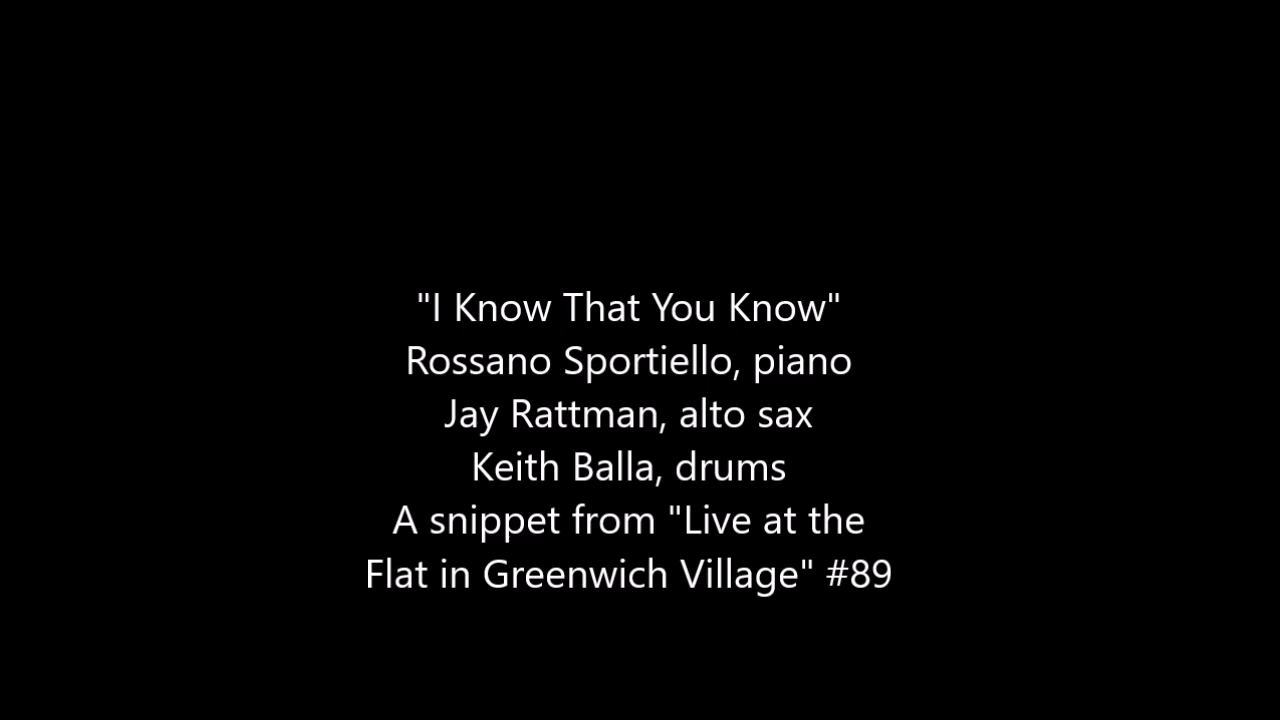 "I Know That You Know"
Rossano Sportiello, piano
Jay Rattman, alto sax
Keith Balla, drums
A snippet from "Live at the
Flat in Greenwich Village" #89